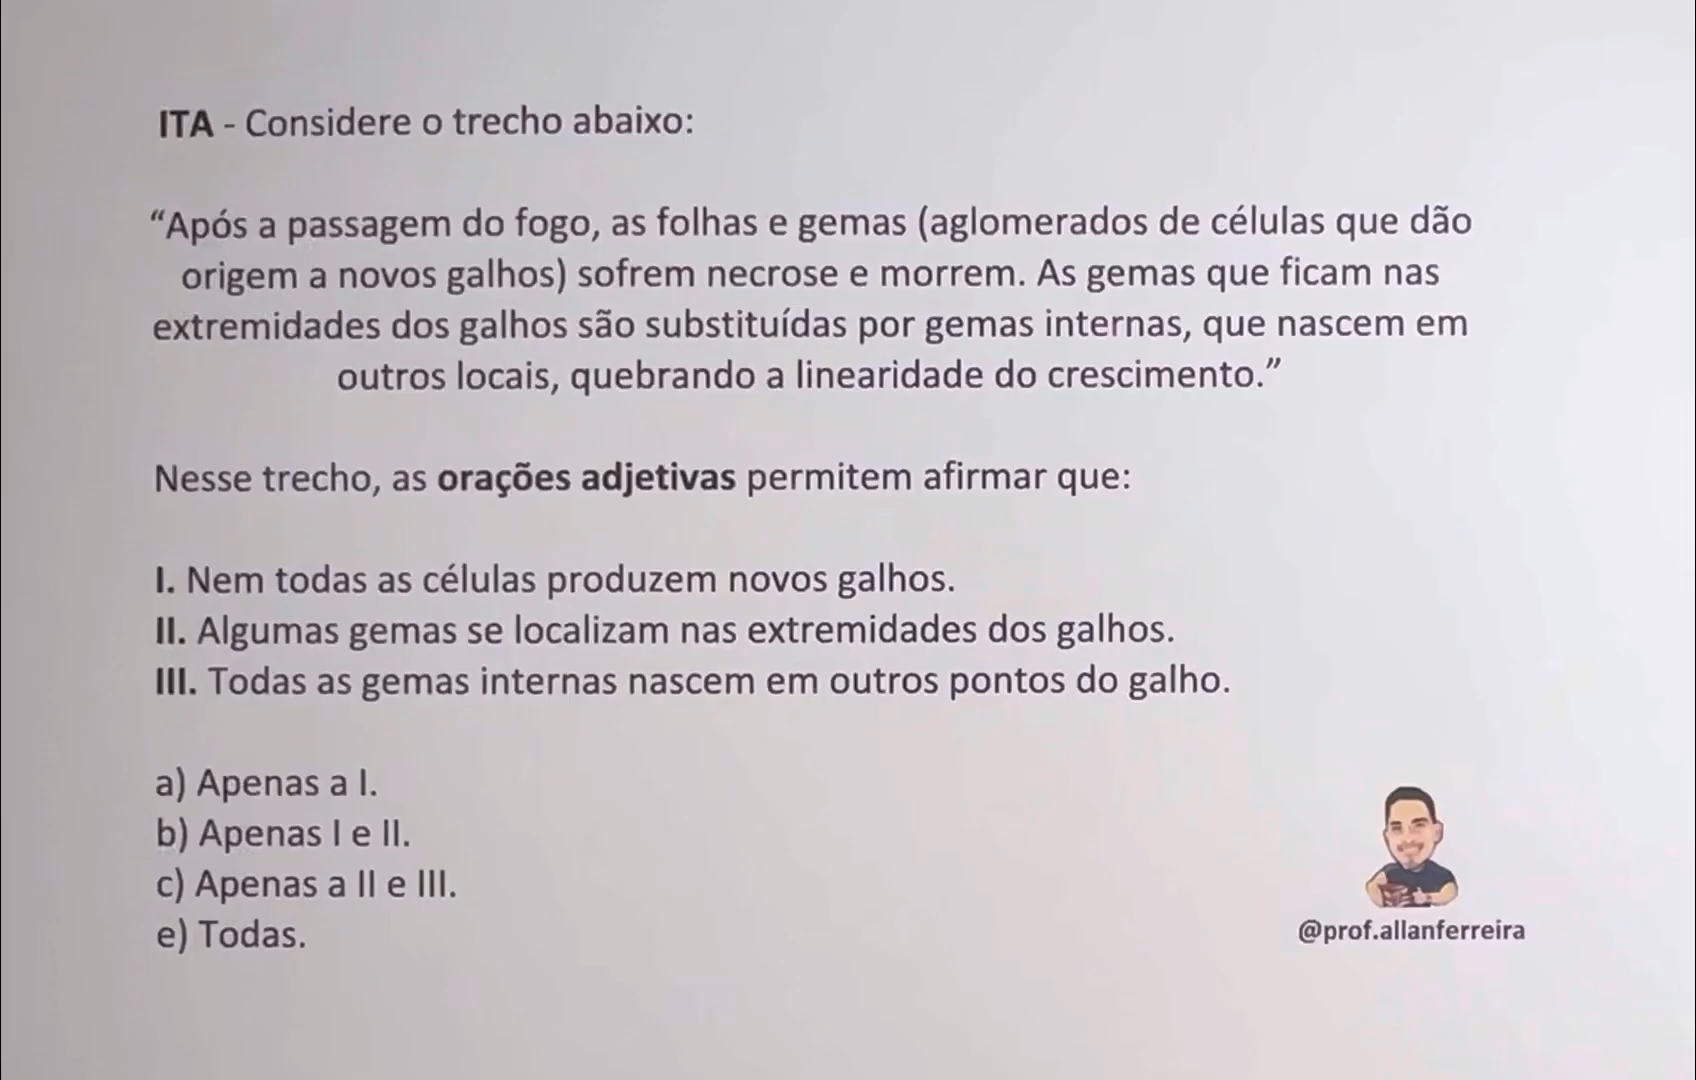 ITA - Considere o trecho abaixo:
“Após a passagem do fogo, as folhas e gemas (aglomerados de células que dão
origem a novos galhos) sofrem necrose e morrem. As gemas que ficam nas
extremidades dos galhos são substituídas por gemas internas, que nascem em
outros locais, quebrando a linearidade do crescimento.”
Nesse trecho, as orações adjetivas permitem afirmar que:
I. Nem todas as células produzem novos galhos.
II. Algumas gemas se localizam nas extremidades dos galhos.
III. Todas as gemas internas nascem em outros pontos do galho.
a) Apenas a I.
b) Apenas I e II.
c) Apenas a II e III.
e) Todas.
@prof.allanferreira